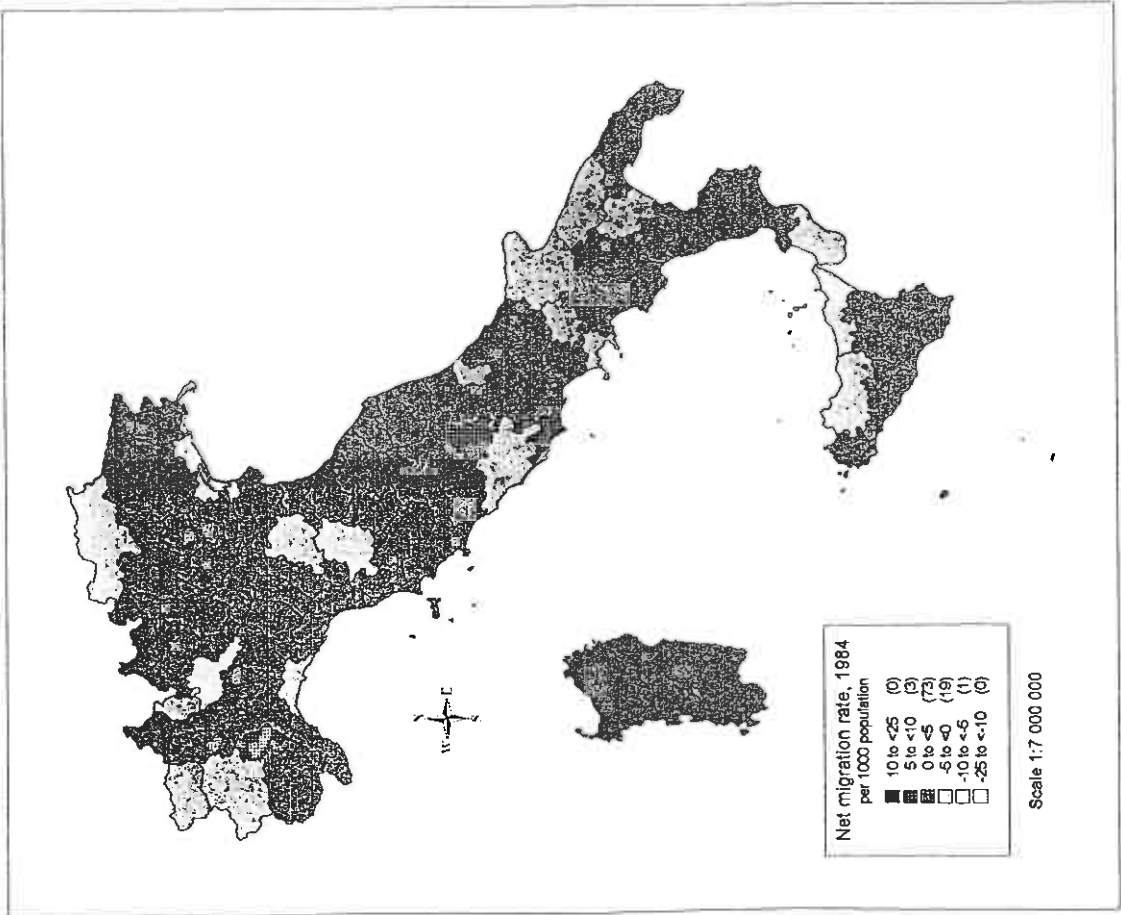 N
W E
S
Net migration rate, 1984
per 1000 population
10 to <25 (0)
5 to <10 (3)
0 to <5 (73)
-5 to <0 (19)
-10 to <-5 (1)
-25 to <-10 (0)
Scale 1:7 000 000